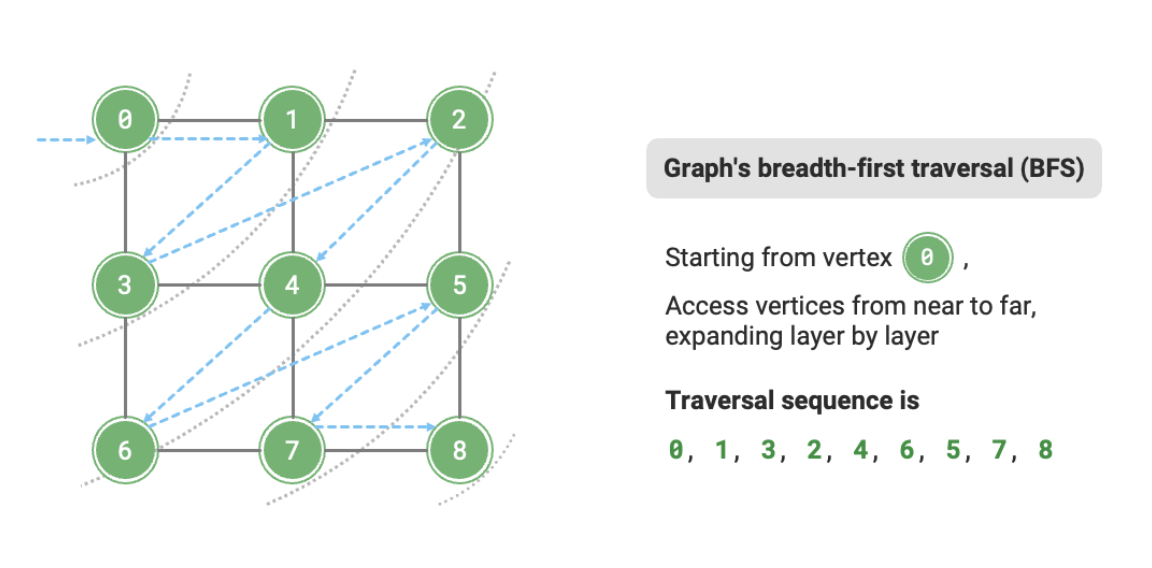 0 1 2
3 4 5
6 7 8
Graph's breadth-first traversal (BFS)
Starting from vertex 0 ,
Access vertices from near to far,
expanding layer by layer
Traversal sequence is
0, 1, 3, 2, 4, 6, 5, 7, 8